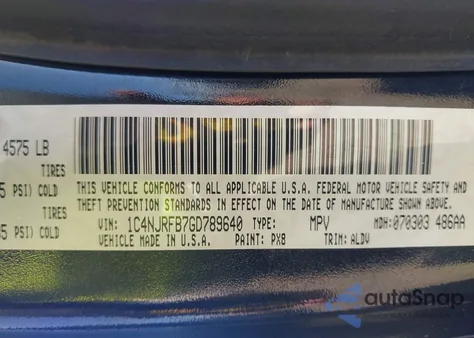 4575 LB
TIRES
5 PSI) COLD
THIS VEHICLE CONFORMS TO ALL APPLICABLE U.S.A. FEDERAL MOTOR VEHICLE SAFETY AND
TIRES
THEFT PREVENTION STANDARDS IN EFFECT ON THE DATE OF MANUFACTURE SHOWN ABOVE.
5 PSI) COLD
VIN: 1C4NJRFB7GD789640 TYPE: MPV MDH: 070303 486AA
VEHICLE MADE IN U.S.A. PAINT: PX8 TRIM: ALDV
autoSnap